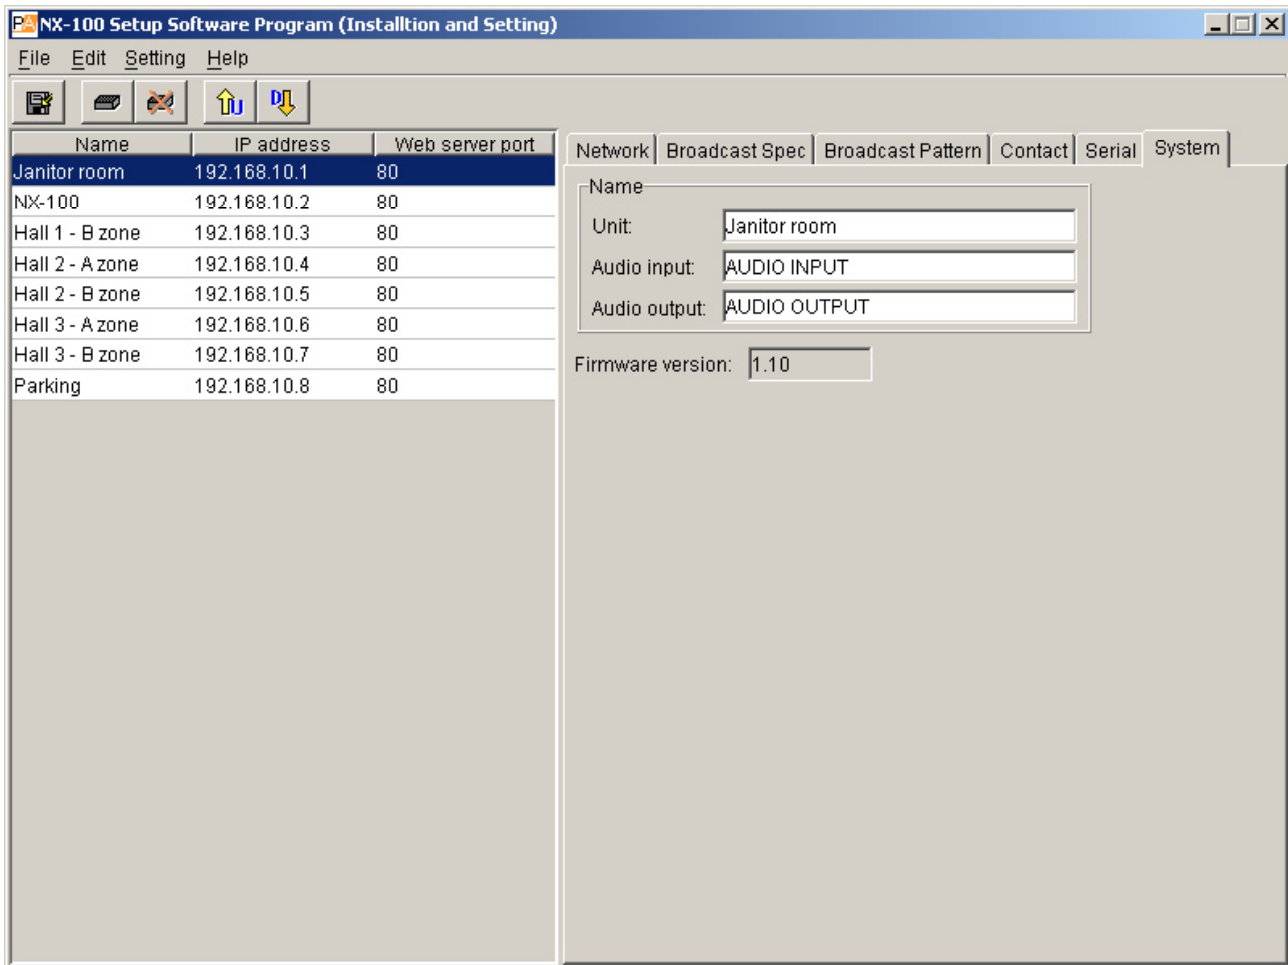 PA NX-100 Setup Software Program (Installtion and Setting)
File Edit Setting Help
U D
Name IP address Web server port
Janitor room 192.168.10.1 80
NX-100 192.168.10.2 80
Hall 1 - B zone 192.168.10.3 80
Hall 2 - A zone 192.168.10.4 80
Hall 2 - B zone 192.168.10.5 80
Hall 3 - A zone 192.168.10.6 80
Hall 3 - B zone 192.168.10.7 80
Parking 192.168.10.8 80
Network Broadcast Spec Broadcast Pattern Contact Serial System
Name
Unit: Janitor room
Audio input: AUDIO INPUT
Audio output: AUDIO OUTPUT
Firmware version: 1.10